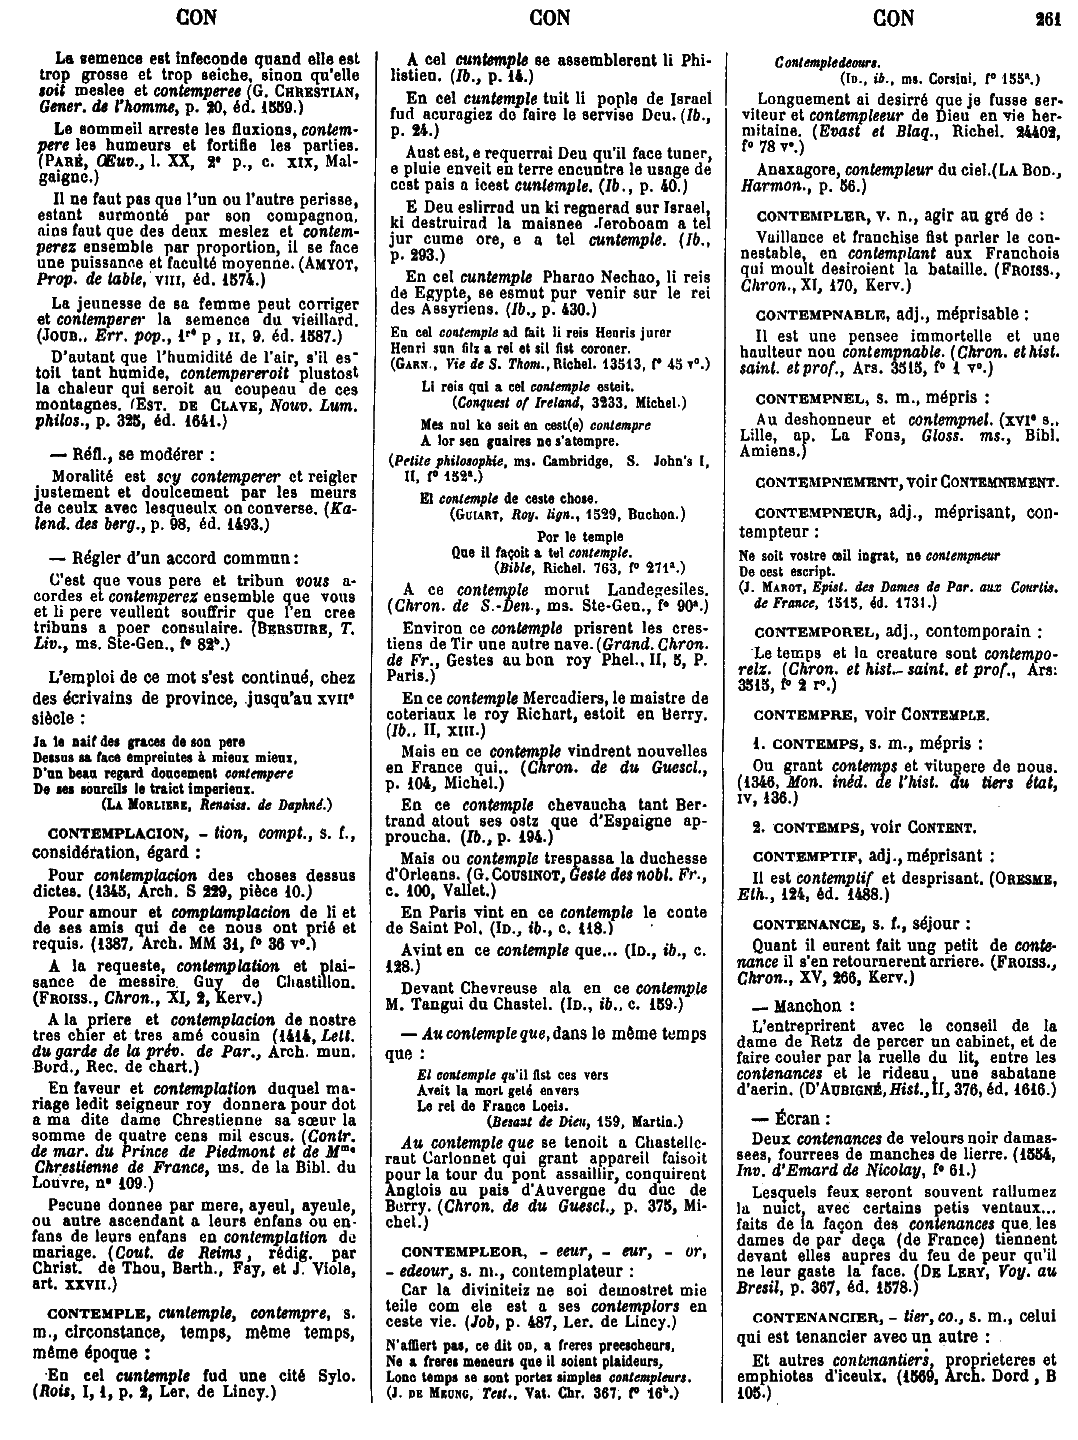 CON CON CON 261
La semence est infeconde quand elle est
trop grosse et trop seiche, sinon qu'elle
soit meslee et contemperee (G. CHRESTIAN,
Gener. de l'homme, p. 20, éd. 1559.)
Le sommeil arreste les fluxions, contem-
pere les humeurs et fortifie les parties.
(PARÉ, Œuv., l. XX, 2e p., c. XIX, Mal-
gaigne.)
Il ne faut pas que l'un ou l'autre perisse,
estant surmonté par son compagnon,
ains faut que des deux meslez et contem-
perez ensemble par proportion, il se face
une puissance et faculté moyenne. (AMYOT,
Prop. de table, VIII, éd. 1574.)
La jeunesse de sa femme peut corriger
et contemperer la semence du vieillard.
(JOUB., Err. pop., 1re p, II, 9, éd. 1587.)
D'autant que l'humidité de l'air, s'il es-
toit tant humide, contempereroit plustost
la chaleur qui seroit au coupeau de ces
montagnes. (EST. DE CLAVE, Nouv. Lum.
philos., p. 325, éd. 1641.)
— Réfl., se modérer :
Moralité est soy contemperer et reigler
justement et doulcement par les meurs
de ceulx avec lesqueulx on converse. (Ka-
lend. des berg., p. 98, éd. 1493.)
— Régler d'un accord commun :
C'est que vous pere et tribun vous a-
cordes et contemperez ensemble que vous
et li pere veullent souffrir que l'en cree
tribuns a poer consulaire. (BERSUIRE, T.
Liv., ms. Ste-Gen., fo 82b.)
L'emploi de ce mot s'est continué, chez
des écrivains de province, jusqu'au XVIIe
siècle :
Ja le naif des graces de son pere
Dessus sa face empreintes à mieux mieux,
D'un beau regard doucement contempere
De ses sourcils le traict imperieux.
(LA MORLIERE, Renaiss. de Daphné.)
CONTEMPLACION, - tion, compt., s. f.,
considération, égard :
Pour contemplacion des choses dessus
dictes. (1345, Arch. S 229, pièce 10.)
Pour amour et comptamplacion de li et
de ses amis qui de ce nous ont prié et
requis. (1387, Arch. MM 31, fo 36 vo.)
A la requeste, contemplation et plai-
sance de messire Guy de Chastillon.
(FROISS., Chron., XI, 2, Kerv.)
A la priere et contemplacion de nostre
tres chier et tres amé cousin (1414, Lett.
du garde de la prév. de Par., Arch. mun.
Bord., Rec. de chart.)
En faveur et contemplation duquel ma-
riage ledit seigneur roy donnera pour dot
a ma dite dame Chrestienne sa sœur la
somme de quatre cens mil escus. (Contr.
de mar. du Prince de Piedmont et de Mme
Chrestienne de France, ms. de la Bibl. du
Louvre, no 109.)
Pecune donnee par mere, ayeul, ayeule,
ou autre ascendant a leurs enfans ou en-
fans de leurs enfans en contemplation de
mariage. (Cout. de Reims, rédig. par
Christ. de Thou, Barth., Fay, et J. Viole,
art. XXVII.)
CONTEMPLE, cuntemple, contempre, s.
m., circonstance, temps, même temps,
même époque :
En cel cuntemple fud une cité Sylo.
(Rois, I, 1, p. 2, Ler. de Lincy.)
A cel cuntemple se assemblerent li Phi-
listien. (Ib., p. 14.)
En cel cuntemple tuit li pople de Israel
fud acuragiez de faire le servise Deu. (Ib.,
p. 24.)
Aust est, e requerrai Deu qu'il face tuner,
e pluie enveit en terre encuntre le usage de
cest pais a icest cuntemple. (Ib., p. 40.)
E Deu eslirrad un ki regnerad sur Israel,
ki destruirad la maisnee Jeroboam a tel
jur cume ore, e a tel cuntemple. (Ib.,
p. 293.)
En cel cuntemple Pharao Nechao, li reis
de Egypte, se esmut pur venir sur le rei
des Assyriens. (Ib., p. 430.)
En cel contemple ad fait li reis Henris jurer
Henri sun filz a rei et sil fist coroner.
(GARN., Vie de S. Thom., Richel. 13513, fo 45 vo.)
Li reis qui a cel contemple esteit.
(Conquest of Ireland, 3233, Michel.)
Mes nul ke seit en cest(e) contempre
A lor sen guaires ne s'atempre.
(Petite philosophie, ms. Cambridge, S. John's I,
II, fo 152a.)
El contemple de ceste chose.
(GUIART, Roy. lign., 1529, Buchon.)
Por le temple
Que il façoit a tel contemple.
(Bible, Richel. 763, fo 271a.)
A ce contemple morut Landegesiles.
(Chron. de S.-Den., ms. Ste-Gen., fo 90a.)
Environ ce contemple prisrent les cres-
tiens de Tir une autre nave. (Grand. Chron.
de Fr., Gestes au bon roy Phel., II, 5, P.
Paris.)
En ce contemple Mercadiers, le maistre de
coteriaux le roy Richart, estoit en Berry.
(Ib., II, XIII.)
Mais en ce contemple vindrent nouvelles
en France qui.. (Chron. de du Guescl.,
p. 104, Michel.)
En ce contemple chevaucha tant Ber-
trand atout ses ostz que d'Espaigne ap-
proucha. (Ib., p. 194.)
Mais ou contemple trespassa la duchesse
d'Orleans. (G. COUSINOT, Geste des nobl. Fr.,
c. 100, Vallet.)
En Paris vint en ce contemple le conte
de Saint Pol. (ID., ib., c. 118.)
Avint en ce contemple que... (ID., ib., c.
128.)
Devant Chevreuse ala en ce contemple
M. Tangui du Chastel. (ID., ib., c. 159.)
— Au contemple que, dans le même temps
que :
El contemple qu'il fist ces vers
Aveit la mort geté envers
Le rei de France Loeis.
(Besant de Dieu, 159, Martin.)
Au contemple que se tenoit a Chastelle-
raut Carlonnet qui grant appareil faisoit
pour la tour du pont assaillir, conquirent
Anglois au pais d'Auvergne du duc de
Berry. (Chron. de du Guescl., p. 375, Mi-
chel.)
CONTEMPLEOR, - eeur, - eur, - or,
- edeour, s. m., contemplateur :
Car la diviniteiz ne soi demostret mie
teile com ele est a ses contemplors en
ceste vie. (Job, p. 487, Ler. de Lincy.)
N'affiert pas, ce dit on, a freres preescheurs,
Ne a freres meneurs que il soient plaideurs,
Lonc temps se sont portez simples contempleurs.
(J. DE MEUNG, Test., Vat. Chr. 367, fo 16b.)
Contempledeours.
(ID., ib., ms. Corsini, fo 155a.)
Longuement ai desirré que je fusse ser-
viteur et contempleeur de Dieu en vie her-
mitaine. (Evast et Blaq., Richel. 24402,
fo 78 vo.)
Anaxagore, contempleur du ciel. (LA BOD.,
Harmon., p. 56.)
CONTEMPLER, v. n., agir au gré de :
Vaillance et franchise fist parler le con-
nestable, en contemplant aux Franchois
qui moult desiroient la bataille. (FROISS.,
Chron., XI, 170, Kerv.)
CONTEMPNABLE, adj., méprisable :
Il est une pensee immortelle et une
haulteur nou contempnable. (Chron. et hist.
saint. et prof., Ars. 3515, fo 1 vo.)
CONTEMPNEL, s. m., mépris :
Au deshonneur et contempnel. (XVIe s.,
Lille, ap. La Fons, Gloss. ms., Bibl.
Amiens.)
CONTEMPNEMENT, voir CONTEMNEMENT.
CONTEMPNEUR, adj., méprisant, con-
tempteur :
Ne soit vostre œil ingrat, ne contempneur
De cest escript.
(J. MAROT, Epist. des Dames de Par. aux Courtis.
de France, 1515, éd. 1731.)
CONTEMPOREL, adj., contemporain :
Le temps et la creature sont contempo-
relz. (Chron. et hist. saint. et prof., Ars:
3515, fo 2 ro.)
CONTEMPRE, voir CONTEMPLE.
1. CONTEMPS, s. m., mépris :
Ou grant contemps et vitupere de nous.
(1346, Mon. inéd. de l'hist. du tiers état,
IV, 136.)
2. CONTEMPS, voir CONTENT.
CONTEMPTIF, adj., méprisant :
Il est contemptif et desprisant. (ORESME,
Eth., 124, éd. 1488.)
CONTENANCE, s. f., séjour :
Quant il eurent fait ung petit de conte-
nance il s'en retournerent arriere. (FROISS.,
Chron., XV, 266, Kerv.)
— Manchon :
L'entreprirent avec le conseil de la
dame de Retz de percer un cabinet, et de
faire couler par la ruelle du lit, entre les
contenances et le rideau, une sabatane
d'aerin. (D'AUBIGNÉ, Hist., II, 376, éd. 1616.)
— Écran :
Deux contenances de velours noir damas-
sees, fourrees de manches de lierre. (1554,
Inv. d'Emard de Nicolay, fo 61.)
Lesquels feux seront souvent rallumez
la nuict, avec certains petis ventaux...
faits de la façon des contenances que les
dames de par deça (de France) tiennent
devant elles aupres du feu de peur qu'il
ne leur gaste la face. (DE LERY, Voy. au
Bresil, p. 367, éd. 1578.)
CONTENANCIER, - tier, co., s. m., celui
qui est tenancier avec un autre :
Et autres contenantiers, proprieteres et
emphiotes d'iceulx. (1569, Arch. Dord, B
105.)